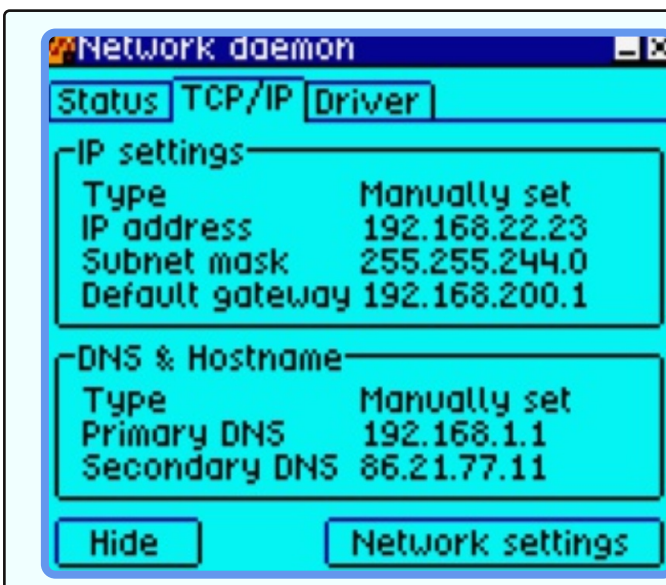 Network daemon
Status TCP/IP Driver
IP settings
Type Manually set
IP address 192.168.22.23
Subnet mask 255.255.244.0
Default gateway 192.168.200.1
DNS & Hostname
Type Manually set
Primary DNS 192.168.1.1
Secondary DNS 86.21.77.11
Hide Network settings